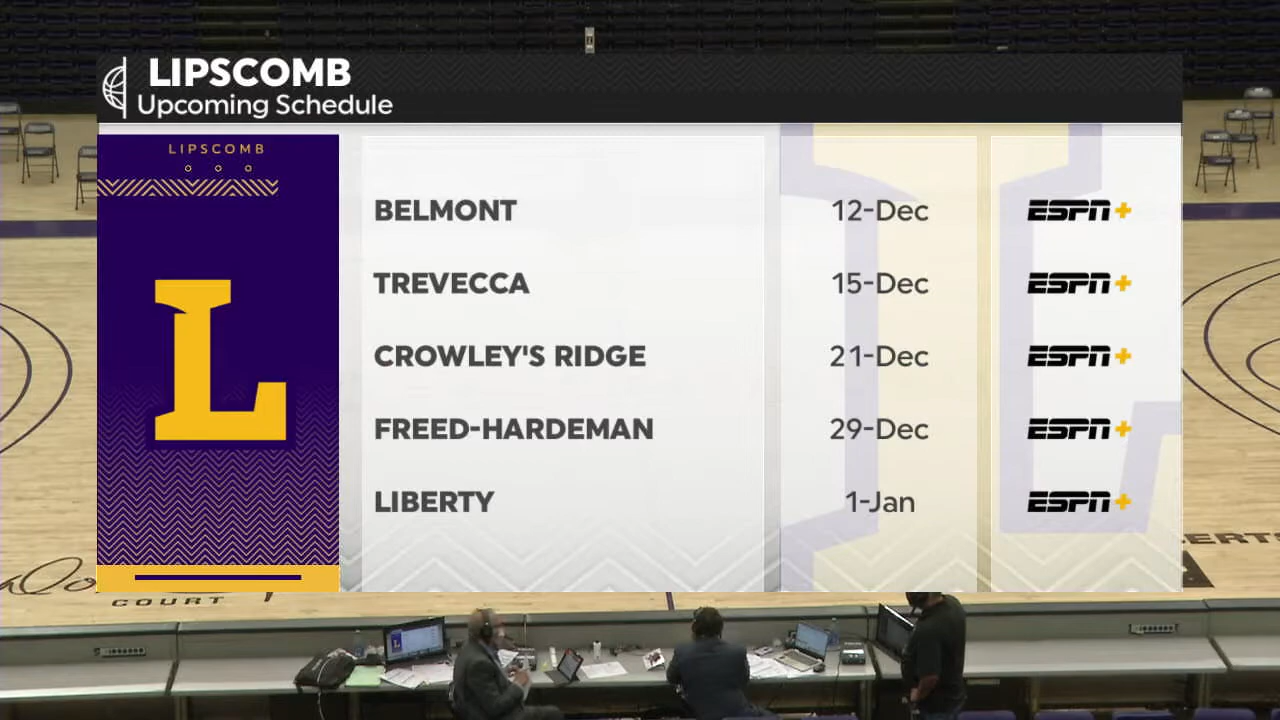 LIPSCOMB
Upcoming Schedule
LIPSCOMB
L
BELMONT 12-Dec ESPN+
TREVECCA 15-Dec ESPN+
CROWLEY'S RIDGE 21-Dec ESPN+
FREED-HARDEMAN 29-Dec ESPN+
LIBERTY 1-Jan ESPN+
COURT